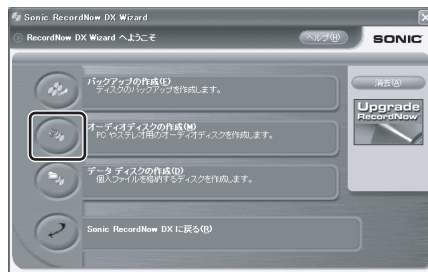 Sonic RecordNow DX Wizard
RecordNow DX Wizard へようこそ
ヘルプ(H)
SONIC
バックアップの作成(E)
ディスクのバックアップを作成します。
消去(A)
Upgrade
RecordNow
オーディオディスクの作成(M)
PC やステレオ用のオーディオディスクを作成します。
データ ディスクの作成(D)
個人ファイルを格納するディスクを作成します。
Sonic RecordNow DX に戻る(R)